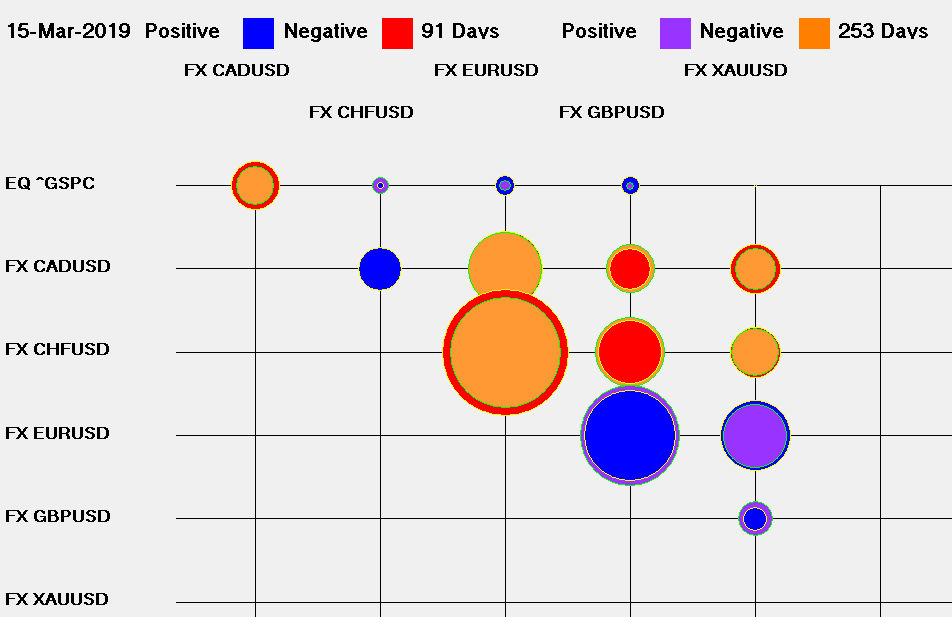 15-Mar-2019 Positive Negative 91 Days Positive Negative 253 Days
FX CADUSD FX EURUSD FX XAUUSD
FX CHFUSD FX GBPUSD
EQ ^GSPC
FX CADUSD
FX CHFUSD
FX EURUSD
FX GBPUSD
FX XAUUSD